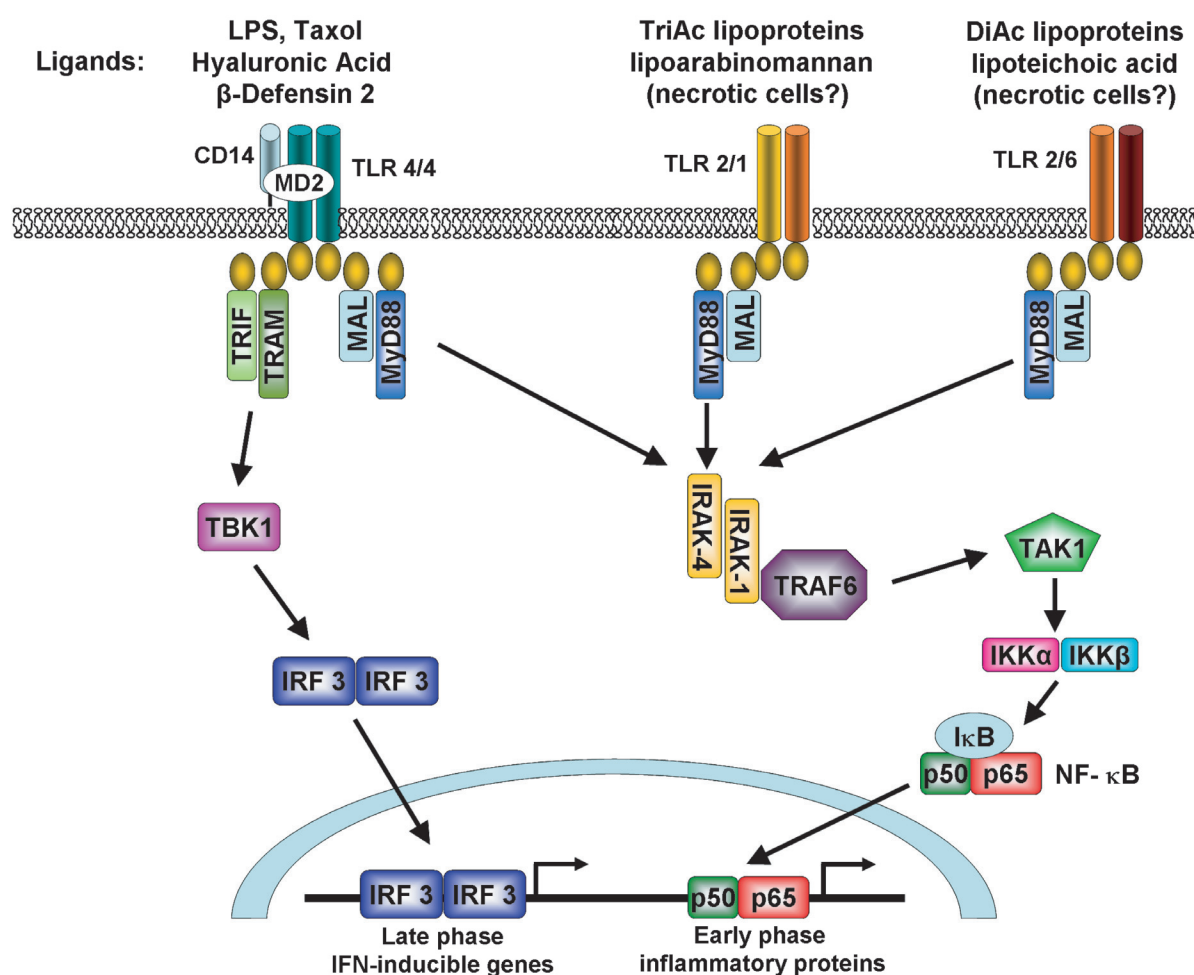 Ligands:
LPS, Taxol
Hyaluronic Acid
β-Defensin 2
TriAc lipoproteins
lipoarabinomannan
(necrotic cells?)
DiAc lipoproteins
lipoteichoic acid
(necrotic cells?)
CD14
MD2
TLR 4/4
TLR 2/1
TLR 2/6
TRIF
TRAM
MAL
MyD88
MyD88
MAL
MyD88
MAL
TBK1
IRAK-4
IRAK-1
TRAF6
TAK1
IKKα
IKKβ
IRF 3
IRF 3
IκB
p50
p65
NF- κB
IRF 3
IRF 3
p50
p65
Late phase
IFN-inducible genes
Early phase
inflammatory proteins